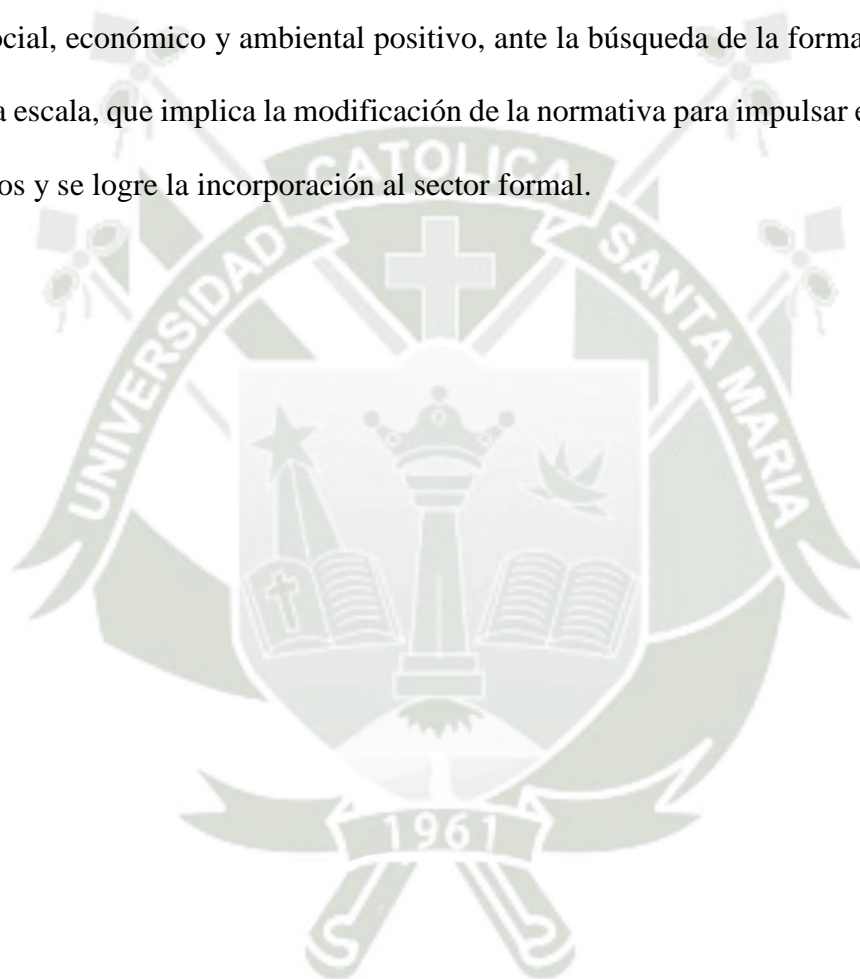 ocial, económico y ambiental positivo, ante la búsqueda de la forma
a escala, que implica la modificación de la normativa para impulsar e
os y se logre la incorporación al sector formal.
CATOLICA
UNIVERSIDAD
SANTA MARIA
1961